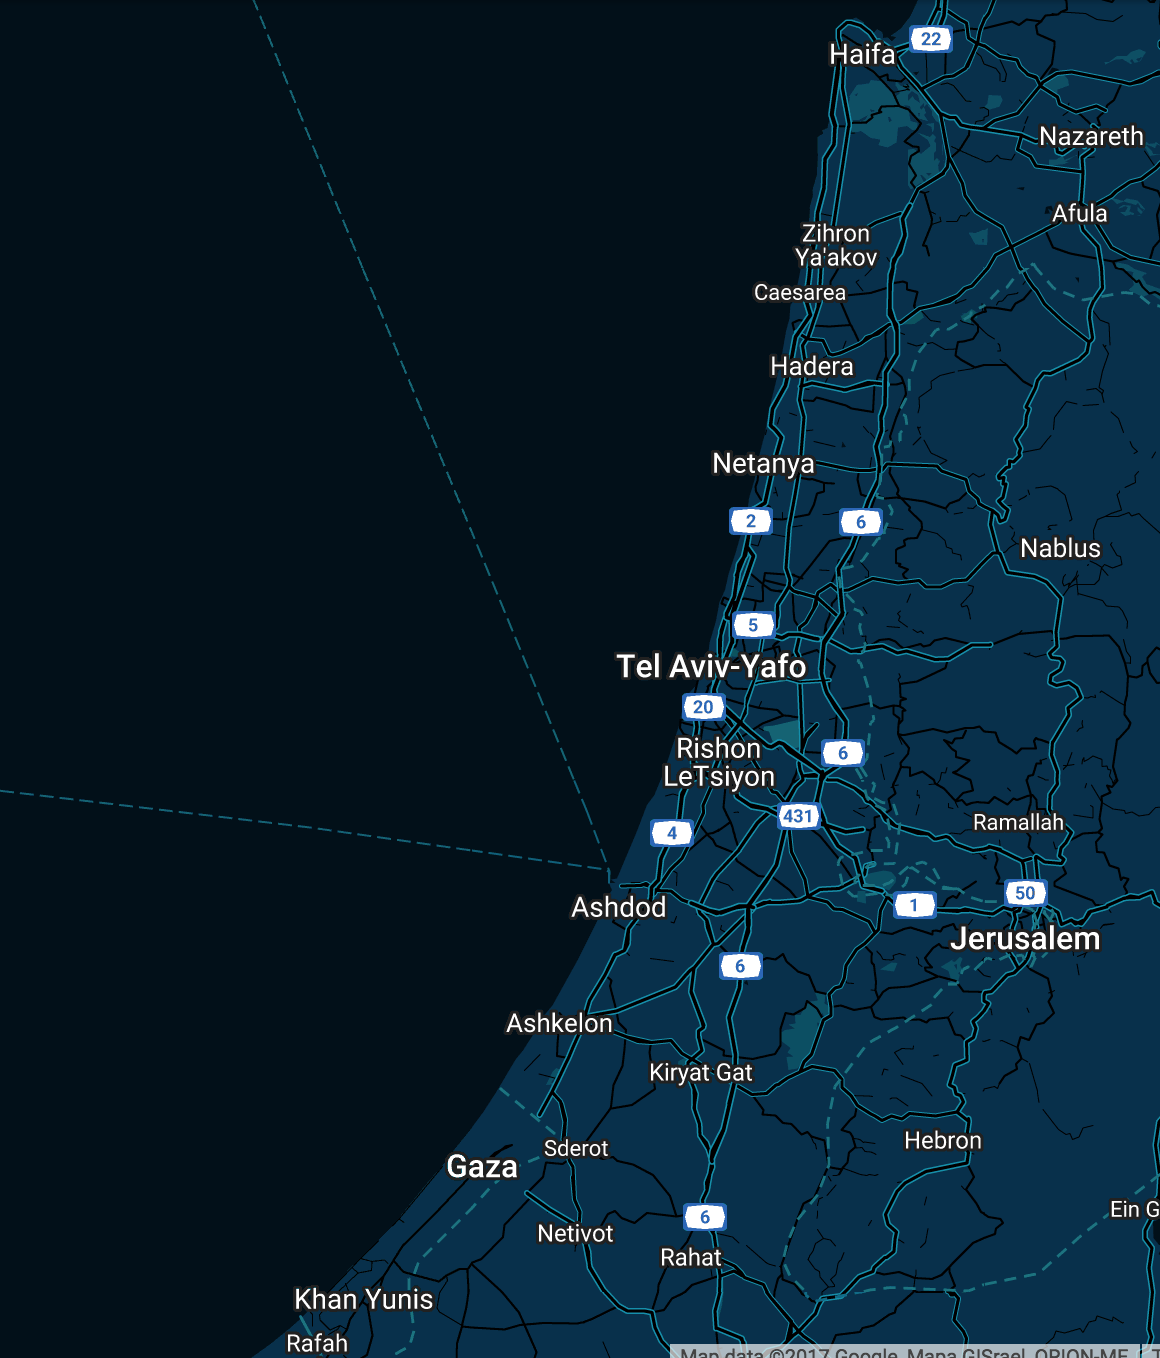 22
Haifa
Nazareth
Afula
Zihron
Ya'akov
Caesarea
Hadera
Netanya
2
6
Nablus
5
Tel Aviv-Yafo
20
Rishon
LeTsiyon
6
431
4
Ramallah
50
1
Ashdod
Jerusalem
6
Ashkelon
Kiryat Gat
Hebron
Sderot
Gaza
Ein G
6
Netivot
Rahat
Khan Yunis
Rafah
Map data ©2017 Google, Mapa GISrael, ORION-ME